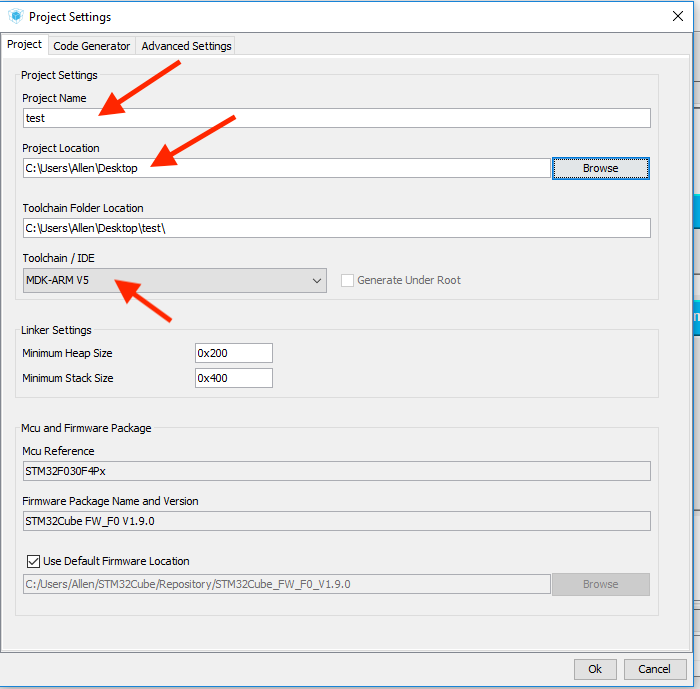 Project Settings
Project Code Generator Advanced Settings
Project Settings
Project Name
test
Project Location
C:\Users\Allen\Desktop Browse
Toolchain Folder Location
C:\Users\Allen\Desktop\test\
Toolchain / IDE
MDK-ARM V5 Generate Under Root
Linker Settings
Minimum Heap Size 0x200
Minimum Stack Size 0x400
Mcu and Firmware Package
Mcu Reference
STM32F030F4Px
Firmware Package Name and Version
STM32Cube FW_F0 V1.9.0
Use Default Firmware Location
C:/Users/Allen/STM32Cube/Repository/STM32Cube_FW_F0_V1.9.0 Browse
Ok Cancel